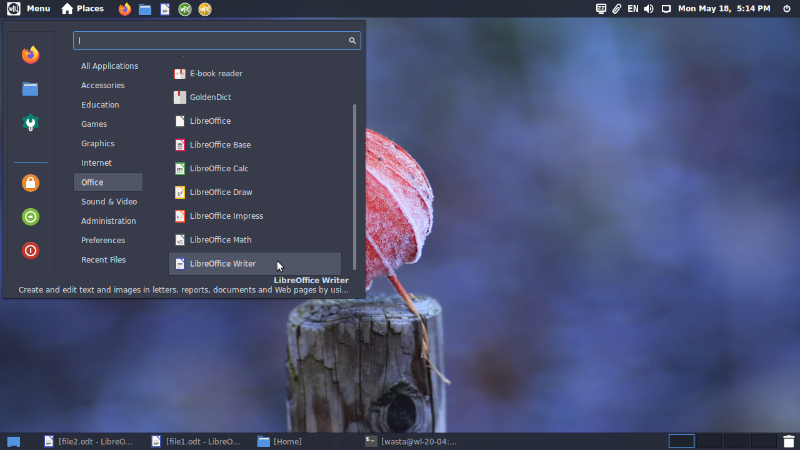 Menu Places EN Mon May 18, 5:14 PM
All Applications
Accessories
Education
Games
Graphics
Internet
Office
Sound & Video
Administration
Preferences
Recent Files
E-book reader
GoldenDict
LibreOffice
LibreOffice Base
LibreOffice Calc
LibreOffice Draw
LibreOffice Impress
LibreOffice Math
LibreOffice Writer
LibreOffice Writer
Create and edit text and images in letters, reports, documents and Web pages by usi...
[file2.odt - LibreO... [file1.odt - LibreO... [Home] [wasta@wl-20-04:...